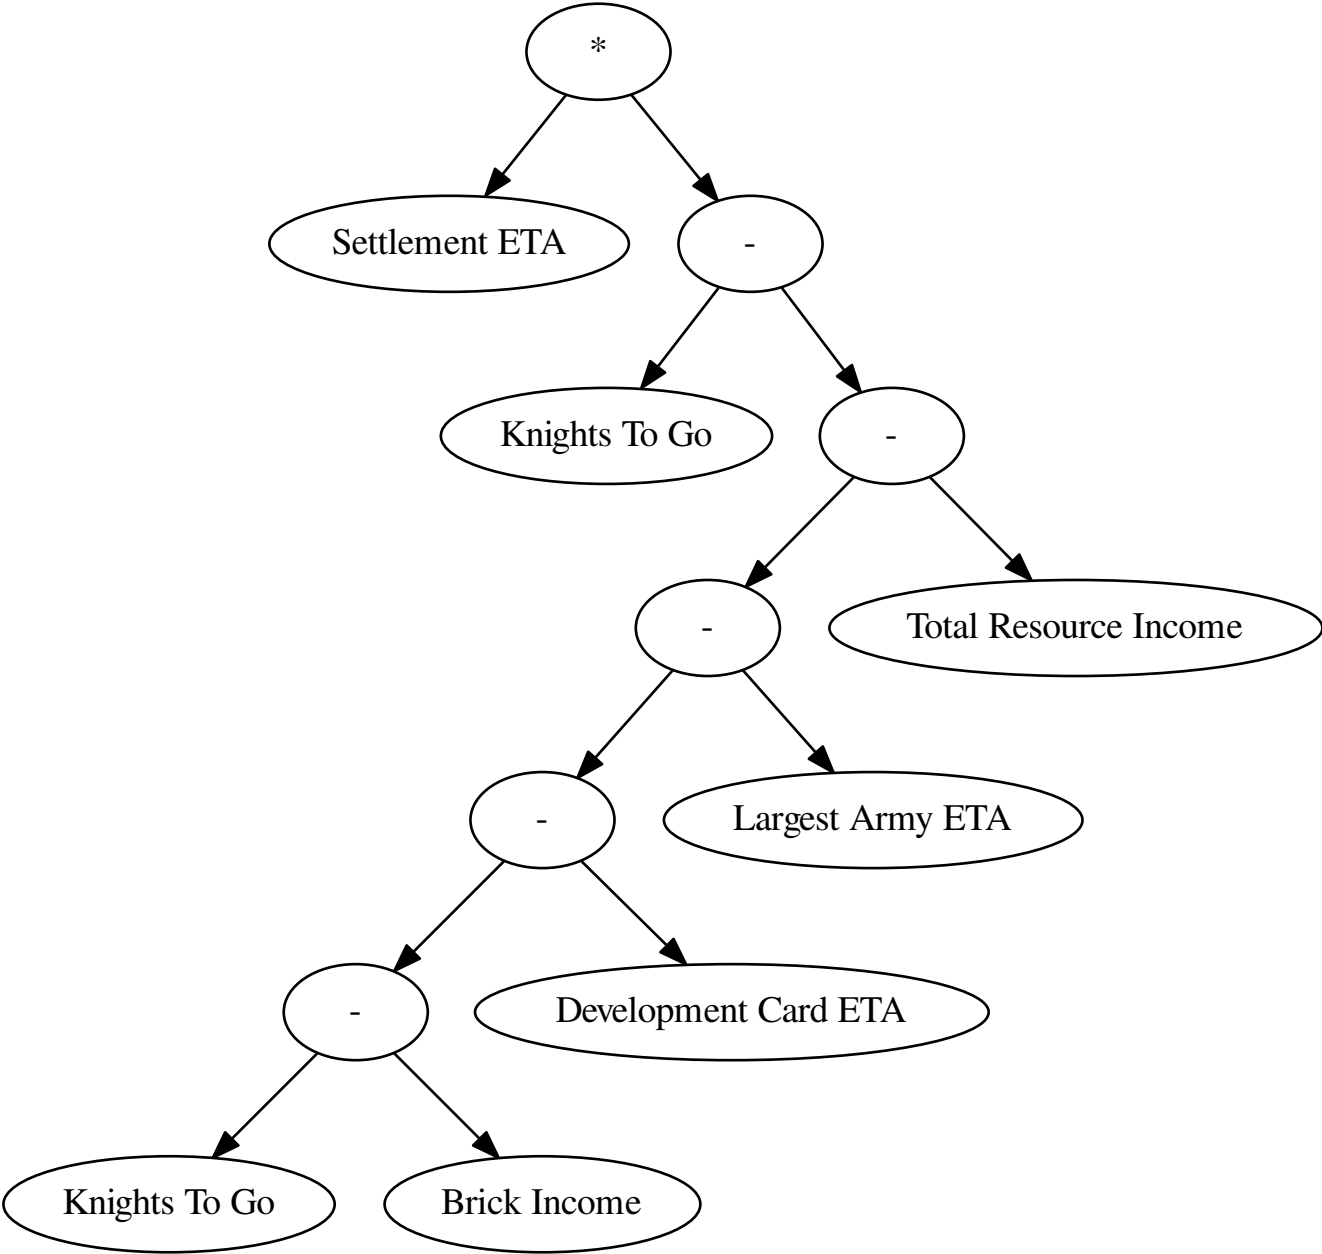 *
Settlement ETA
-
Knights To Go
-
-
Total Resource Income
-
Largest Army ETA
-
Development Card ETA
Knights To Go
Brick Income